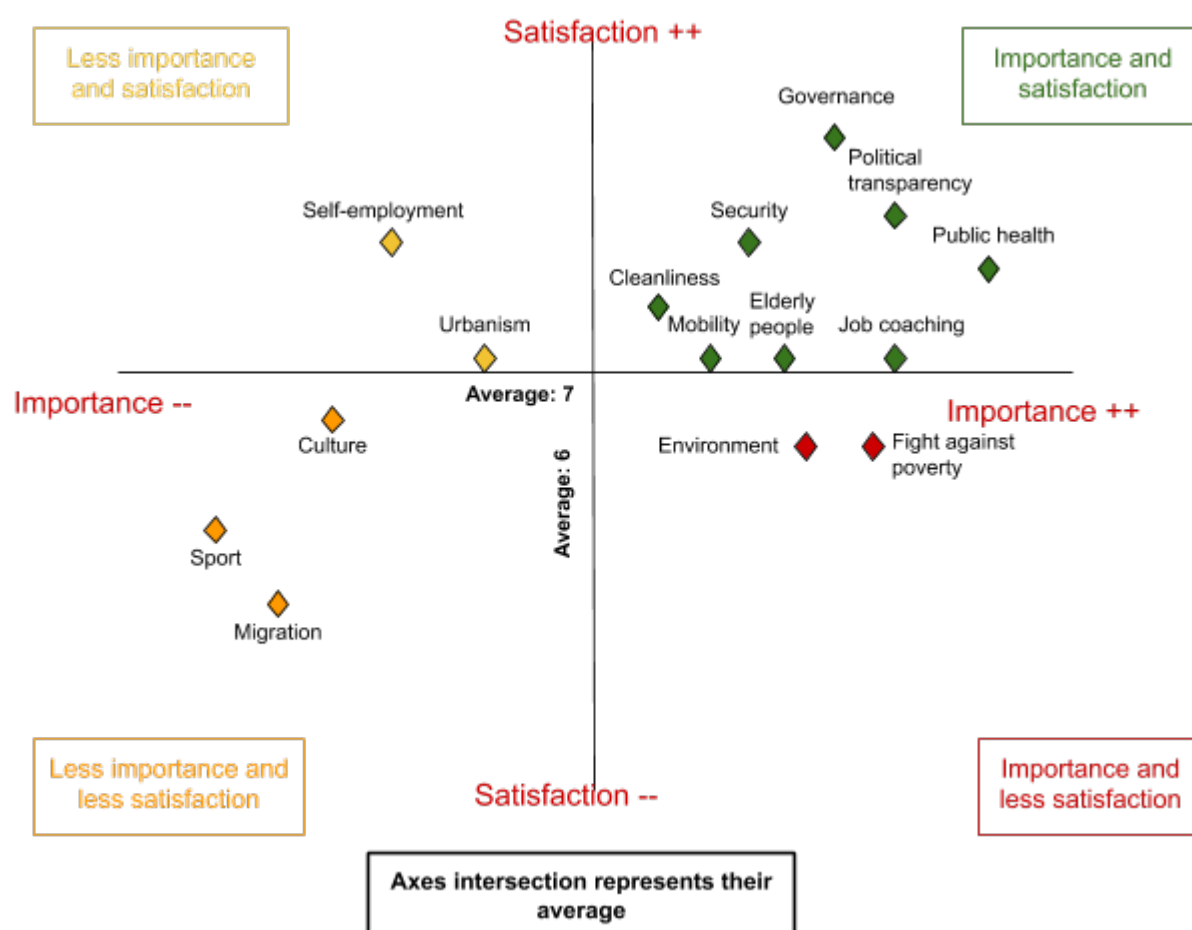 Satisfaction ++
Less importance
and satisfaction
Importance and
satisfaction
Governance
Political
transparency
Self-employment
Security
Public health
Cleanliness
Elderly
people
Urbanism
Mobility
Job coaching
Average: 7
Importance --
Importance ++
Culture
Environment
Fight against
poverty
Average: 6
Sport
Migration
Less importance and
less satisfaction
Importance and
less satisfaction
Satisfaction --
Axes intersection represents their
average